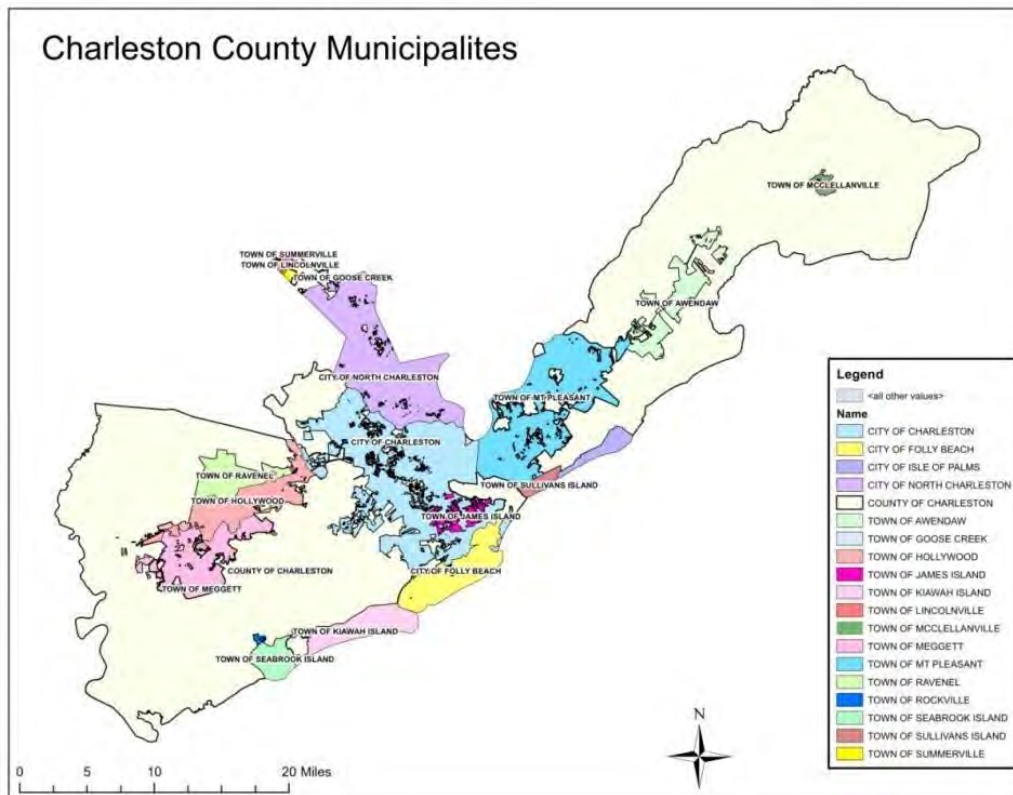 Charleston County Municipalites
TOWN OF MCCLELLANVILLE
TOWN OF SUMMERVILLE
TOWN OF LINCOLNVILLE
TOWN OF GOOSE CREEK
TOWN OF AWENDAW
CITY OF NORTH CHARLESTON
TOWN OF MT PLEASANT
CITY OF CHARLESTON
TOWN OF RAVENEL
TOWN OF SULLIVANS ISLAND
TOWN OF HOLLYWOOD
TOWN OF JAMES ISLAND
COUNTY OF CHARLESTON
CITY OF FOLLY BEACH
TOWN OF MEGGETT
TOWN OF KIAWAH ISLAND
TOWN OF SEABROOK ISLAND
Legend
<all other values>
Name
CITY OF CHARLESTON
CITY OF FOLLY BEACH
CITY OF ISLE OF PALMS
CITY OF NORTH CHARLESTON
COUNTY OF CHARLESTON
TOWN OF AWENDAW
TOWN OF GOOSE CREEK
TOWN OF HOLLYWOOD
TOWN OF JAMES ISLAND
TOWN OF KIAWAH ISLAND
TOWN OF LINCOLNVILLE
TOWN OF MCCLELLANVILLE
TOWN OF MEGGETT
TOWN OF MT PLEASANT
TOWN OF RAVENEL
TOWN OF ROCKVILLE
TOWN OF SEABROOK ISLAND
TOWN OF SULLIVANS ISLAND
TOWN OF SUMMERVILLE
N
0 5 10 20 Miles